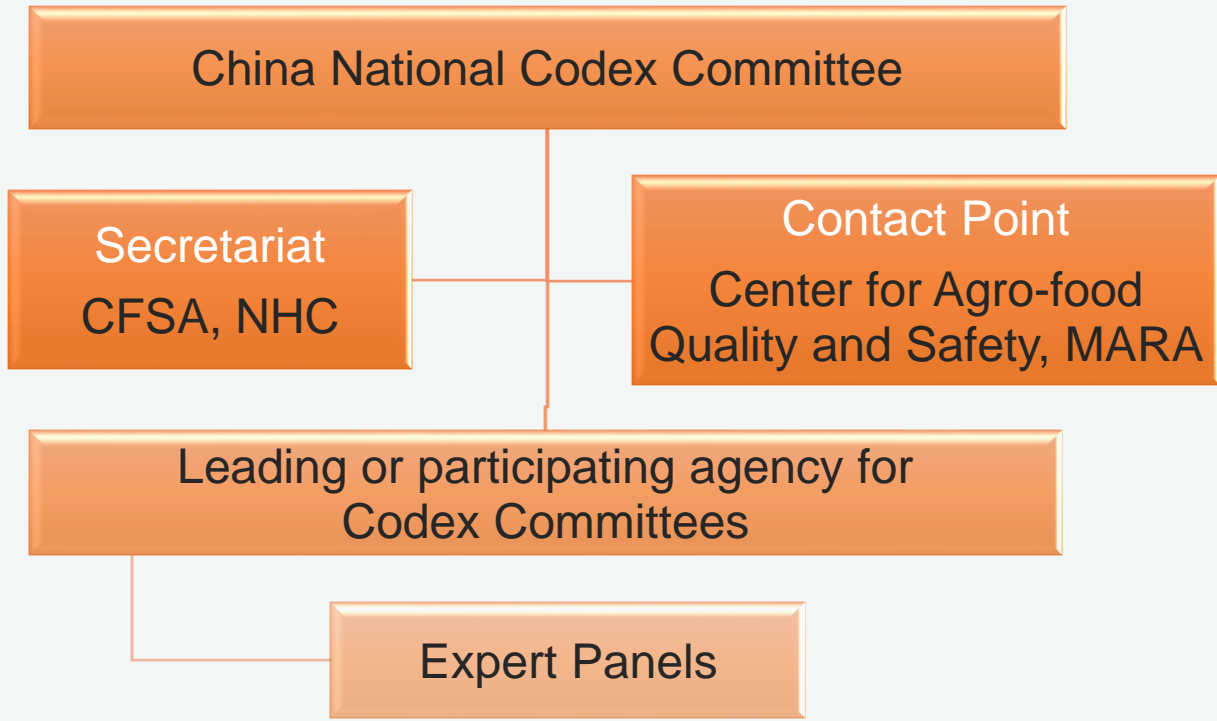 China National Codex Committee
Secretariat
CFSA, NHC
Contact Point
Center for Agro-food
Quality and Safety, MARA
Leading or participating agency for
Codex Committees
Expert Panels